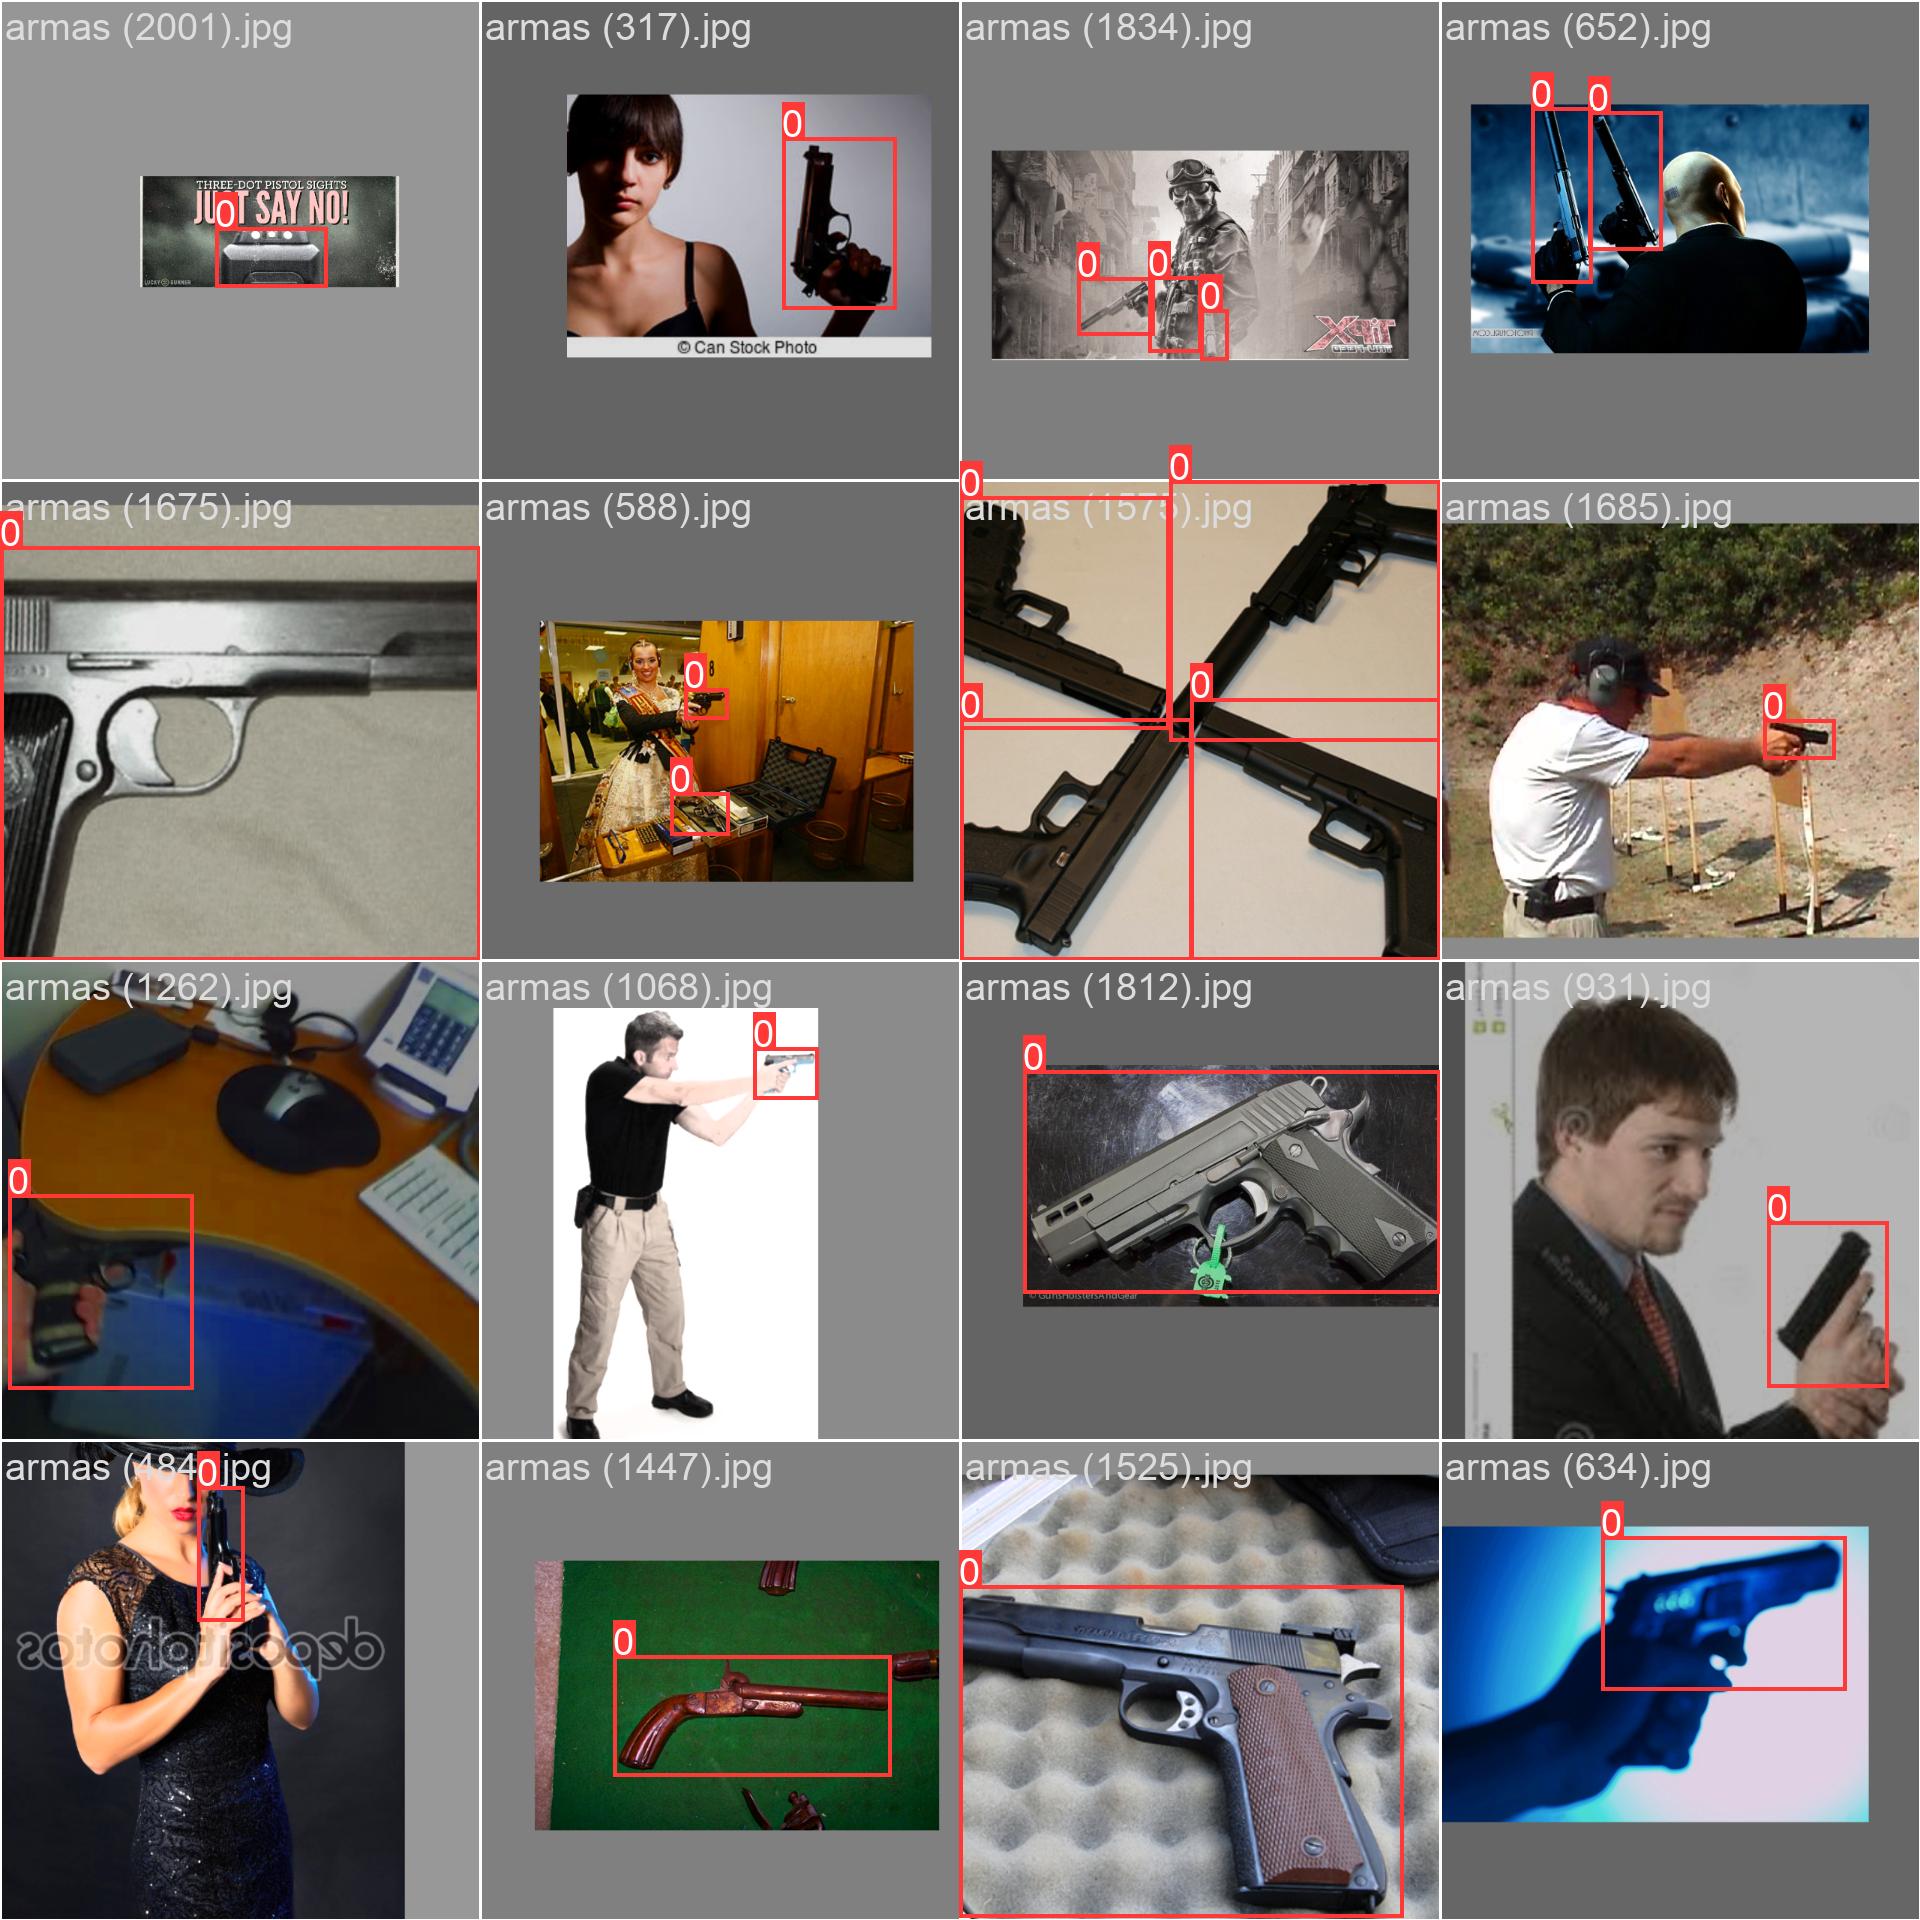 armas (2001).jpg
armas (317).jpg
armas (1834).jpg
armas (652).jpg
THREE-DOT PISTOL SIGHTS
JUST SAY NO!
0
LUCKY GUNNER
0
© Can Stock Photo
0
0
0
0
0
armas (1675).jpg
armas (588).jpg
armas (1575).jpg
armas (1685).jpg
0
0
0
0
0
0
0
0
armas (1262).jpg
armas (1068).jpg
armas (1812).jpg
armas (931).jpg
0
0
0
© GunsHolstersAndGear
0
armas (484).jpg
armas (1447).jpg
armas (1525).jpg
armas (634).jpg
0
depositphotos
0
0
0